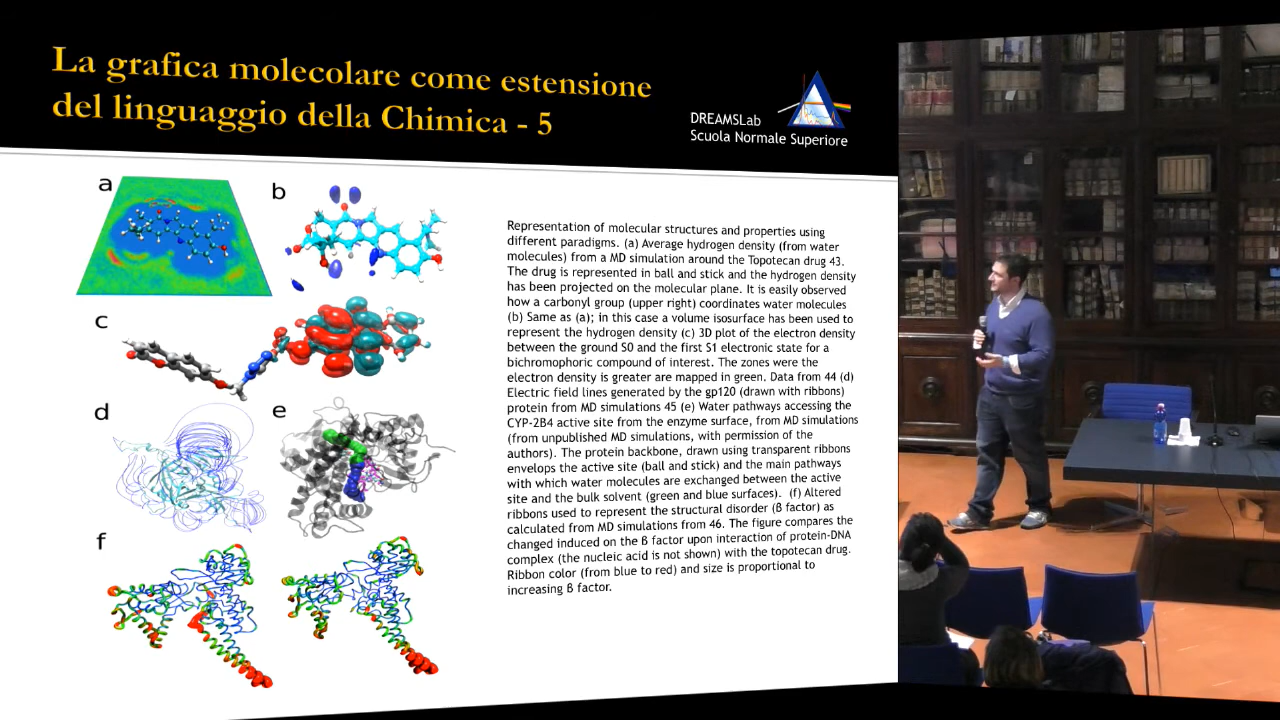 La grafica molecolare come estensione
del linguaggio della Chimica - 5
DREAMSLab
Scuola Normale Superiore
a
b
c
d
e
f
Representation of molecular structures and properties using
different paradigms. (a) Average hydrogen density (from water
molecules) from a MD simulation around the Topotecan drug 43.
The drug is represented in ball and stick and the hydrogen density
has been projected on the molecular plane. It is easily observed
how a carbonyl group (upper right) coordinates water molecules
(b) Same as (a); in this case a volume isosurface has been used to
represent the hydrogen density (c) 3D plot of the electron density
between the ground S0 and the first S1 electronic state for a
bichromophoric compound of interest. The zones were the
electron density is greater are mapped in green. Data from 44 (d)
Electric field lines generated by the gp120 (drawn with ribbons)
protein from MD simulations 45 (e) Water pathways accessing the
CYP-2B4 active site from the enzyme surface, from MD simulations
(from unpublished MD simulations, with permission of the
authors). The protein backbone, drawn using transparent ribbons
envelops the active site (ball and stick) and the main pathways
with which water molecules are exchanged between the active
site and the bulk solvent (green and blue surfaces). (f) Altered
ribbons used to represent the structural disorder (ß factor) as
calculated from MD simulations from 46. The figure compares the
changed induced on the ß factor upon interaction of protein-DNA
complex (the nucleic acid is not shown) with the topotecan drug.
Ribbon color (from blue to red) and size is proportional to
increasing ß factor.